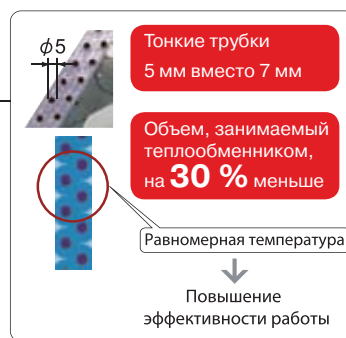 ϕ5
Тонкие трубки
5 мм вместо 7 мм
Объем, занимаемый
теплообменником,
на 30 % меньше
Равномерная температура
Повышение
эффективности работы